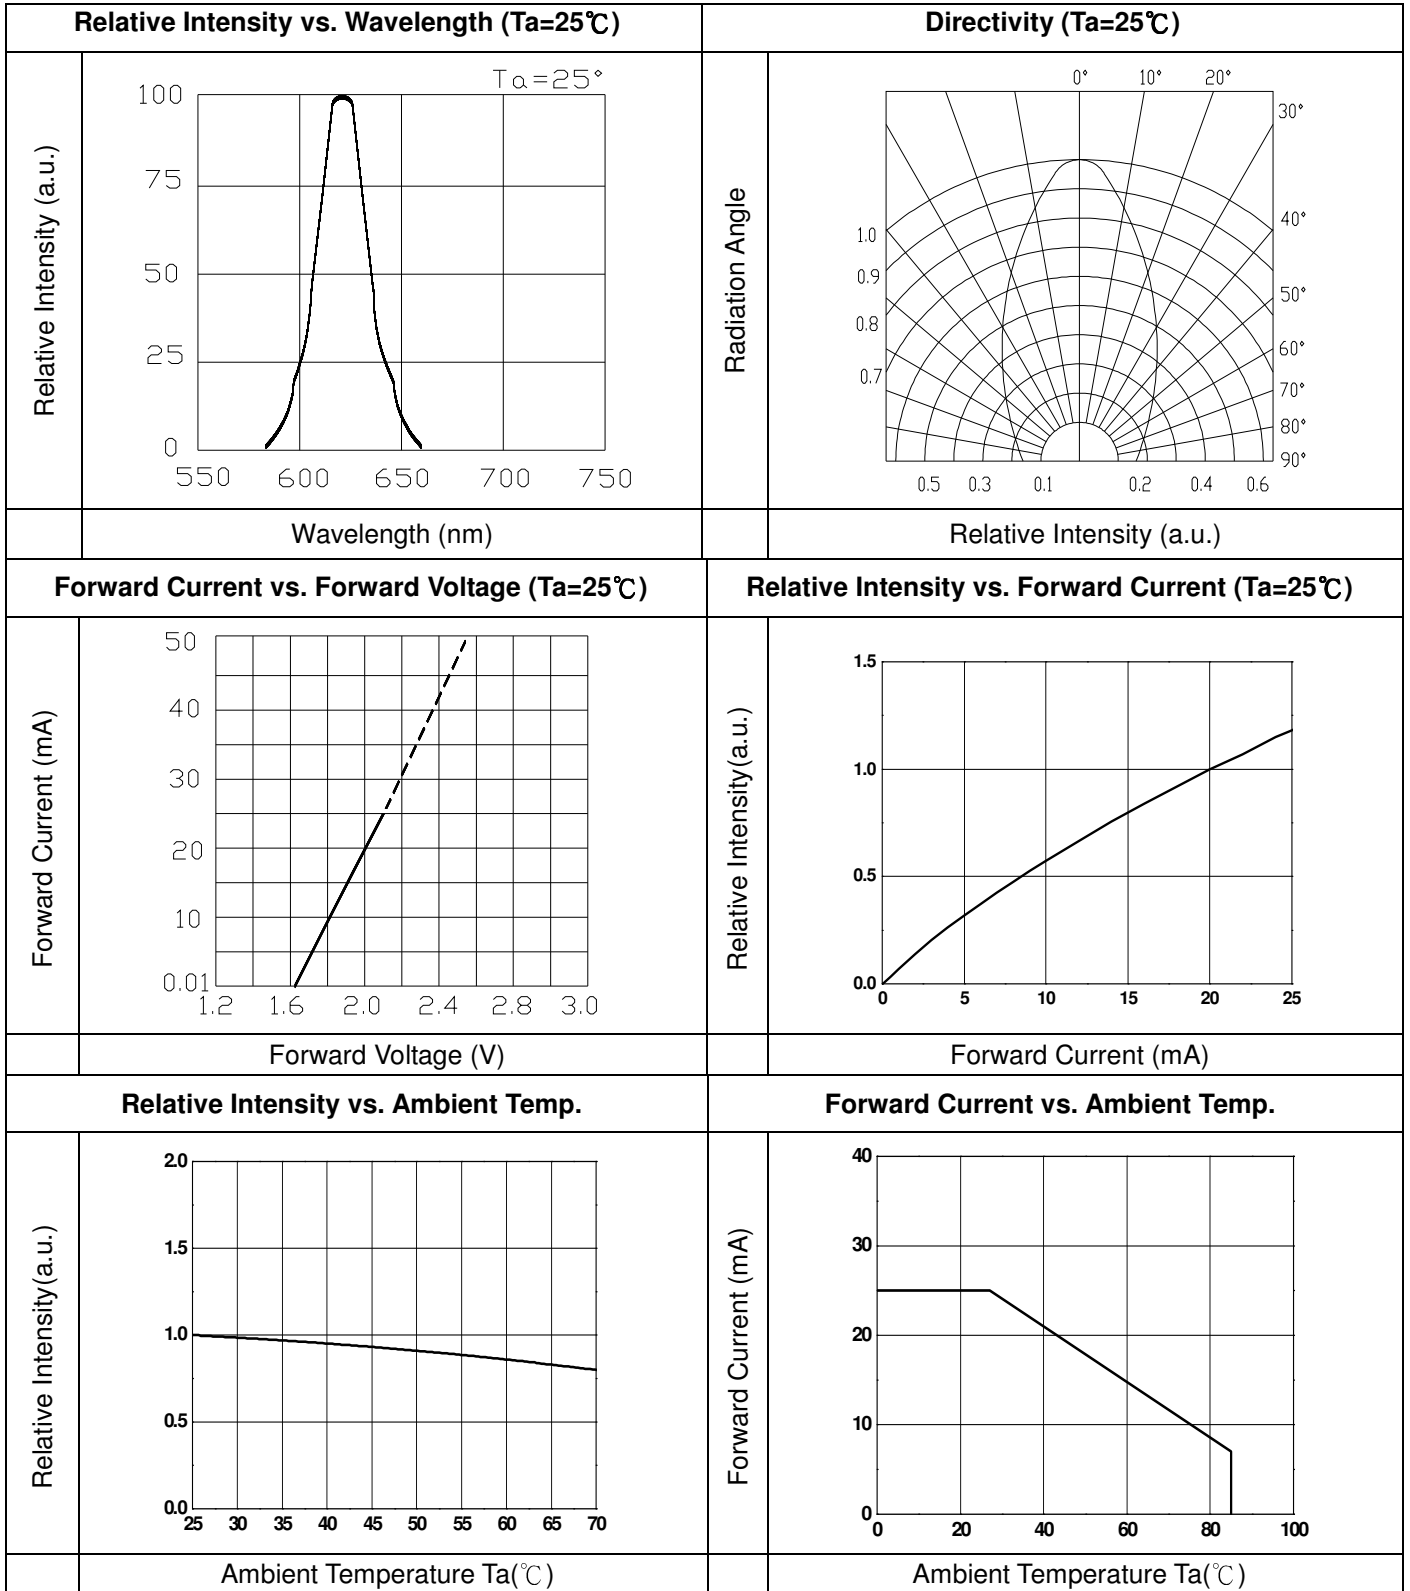 Relative Intensity vs. Wavelength (Ta=25℃)
Directivity (Ta=25℃)
Relative Intensity (a.u.)
Ta=25°
100
75
50
25
0
550 600 650 700 750
Wavelength (nm)
Radiation Angle
0° 10° 20°
30°
40°
50°
60°
70°
80°
90°
1.0
0.9
0.8
0.7
0.5 0.3 0.1 0.2 0.4 0.6
Relative Intensity (a.u.)
Forward Current vs. Forward Voltage (Ta=25℃)
Relative Intensity vs. Forward Current (Ta=25℃)
Forward Current (mA)
50
40
30
20
10
0.01
1.2 1.6 2.0 2.4 2.8 3.0
Forward Voltage (V)
Relative Intensity(a.u.)
1.5
1.0
0.5
0.0
0 5 10 15 20 25
Forward Current (mA)
Relative Intensity vs. Ambient Temp.
Forward Current vs. Ambient Temp.
Relative Intensity(a.u.)
2.0
1.5
1.0
0.5
0.0
25 30 35 40 45 50 55 60 65 70
Ambient Temperature Ta(℃)
Forward Current (mA)
40
30
20
10
0
0 20 40 60 80 100
Ambient Temperature Ta(℃)